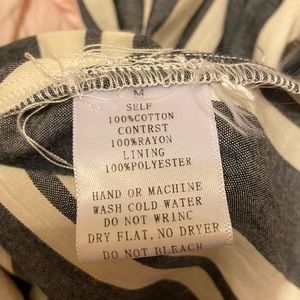 M
SELF
100%COTTON
CONTRST
100%RAYON
LINING
100%POLYESTER
HAND OR MACHINE
WASH COLD WATER
DO NOT WRINC
DRY FLAT, NO DRYER
DO NOT BLEACH